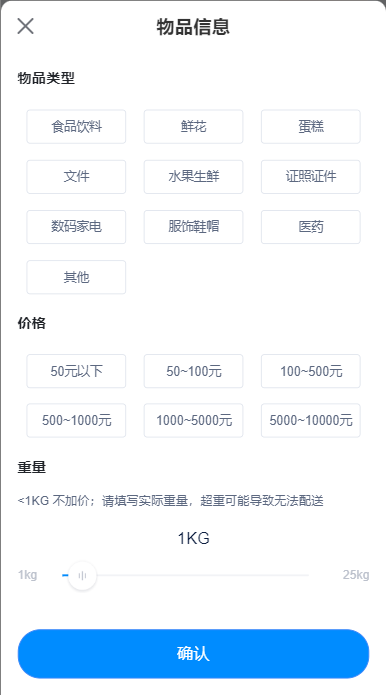 物品信息
物品类型
食品饮料 鲜花 蛋糕
文件 水果生鲜 证照证件
数码家电 服饰鞋帽 医药
其他
价格
50元以下 50~100元 100~500元
500~1000元 1000~5000元 5000~10000元
重量
<1KG 不加价；请填写实际重量，超重可能导致无法配送
1KG
1kg 25kg
确认